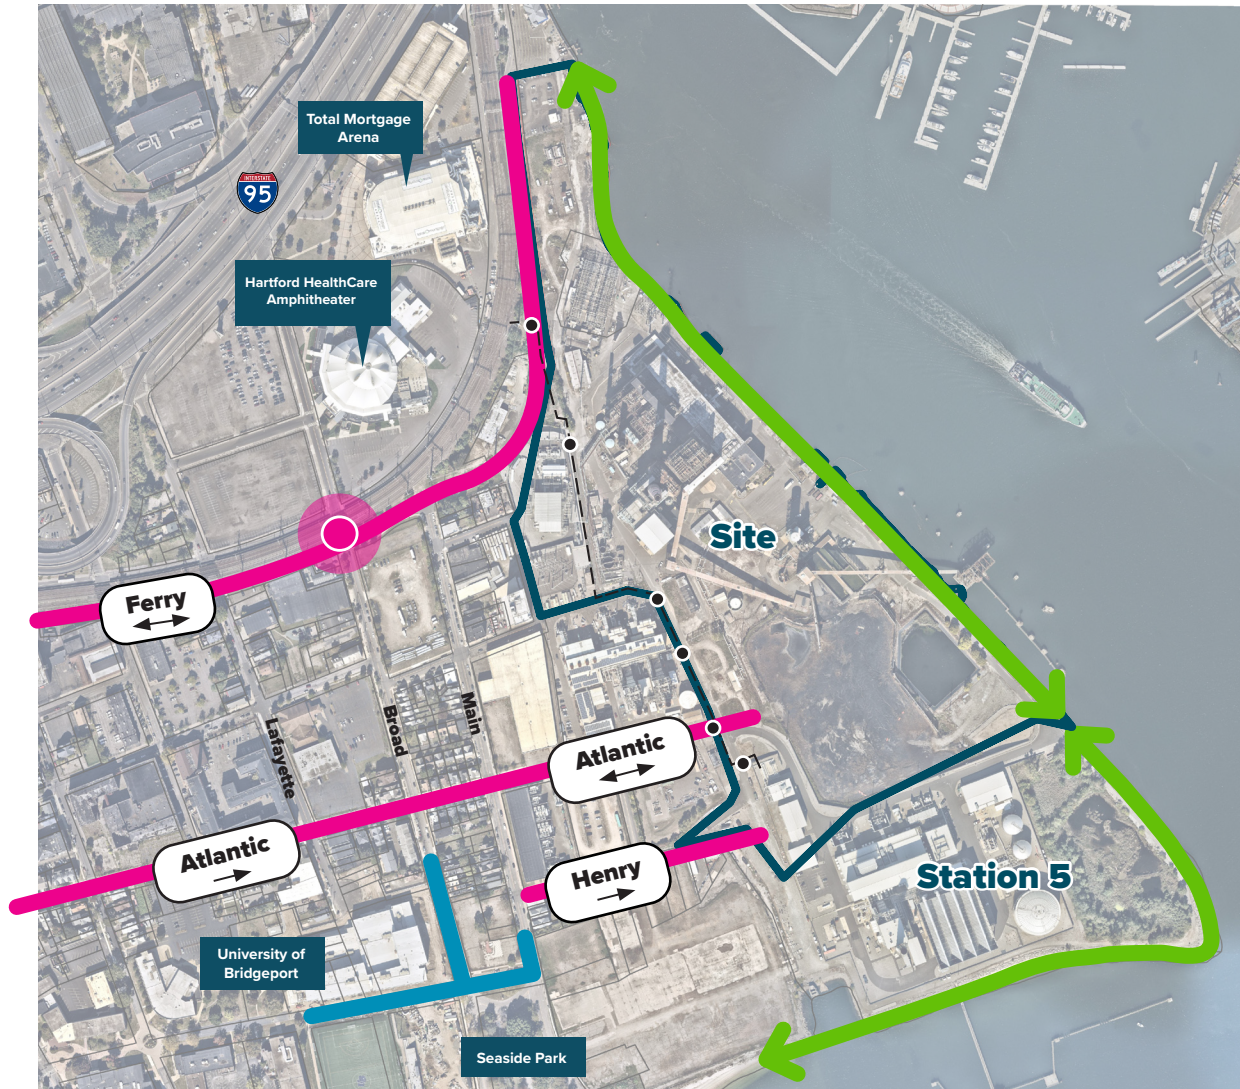 Total Mortgage
Arena
INTERSTATE
95
Hartford HealthCare
Amphitheater
Site
Ferry
Lafayette
Broad
Main
Atlantic
Atlantic
Henry
Station 5
University of
Bridgeport
Seaside Park